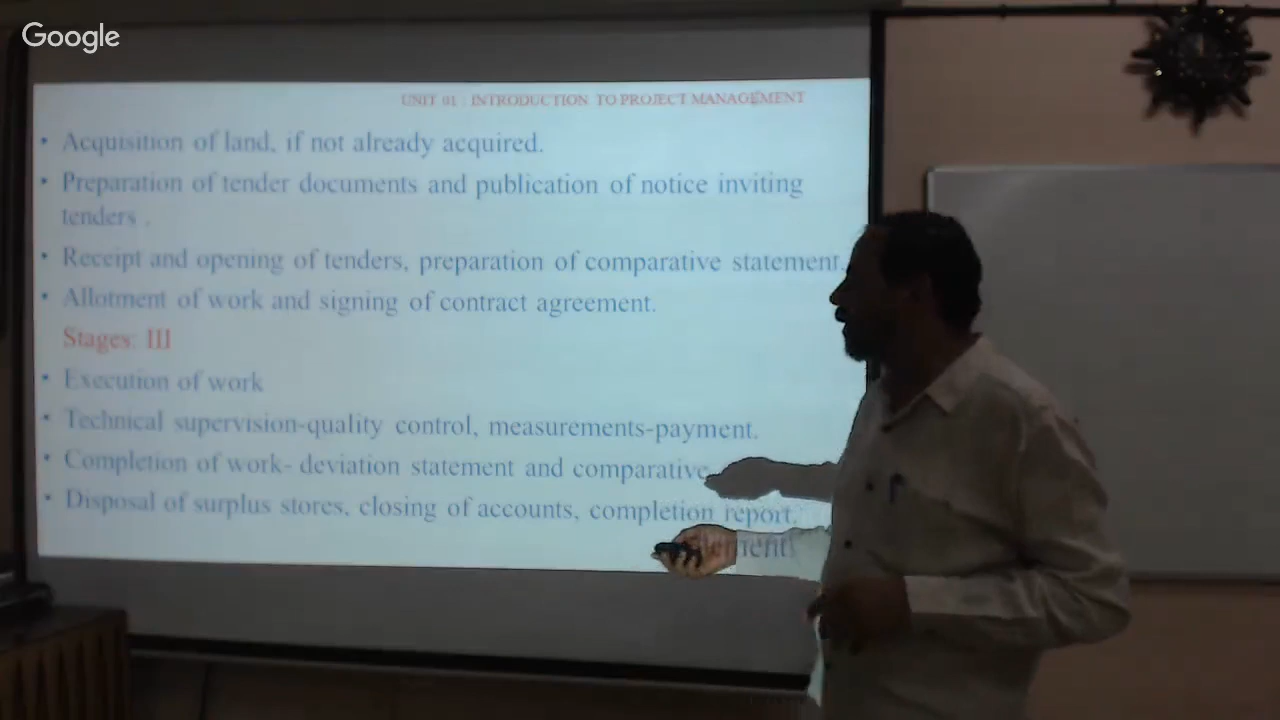 Google
UNIT 01 : INTRODUCTION TO PROJECT MANAGEMENT
• Acquisition of land, if not already acquired.
• Preparation of tender documents and publication of notice inviting
tenders .
• Receipt and opening of tenders, preparation of comparative statement.
• Allotment of work and signing of contract agreement.
Stages: III
• Execution of work
• Technical supervision-quality control, measurements-payment.
• Completion of work- deviation statement and comparative
• Disposal of surplus stores, closing of accounts, completion report.